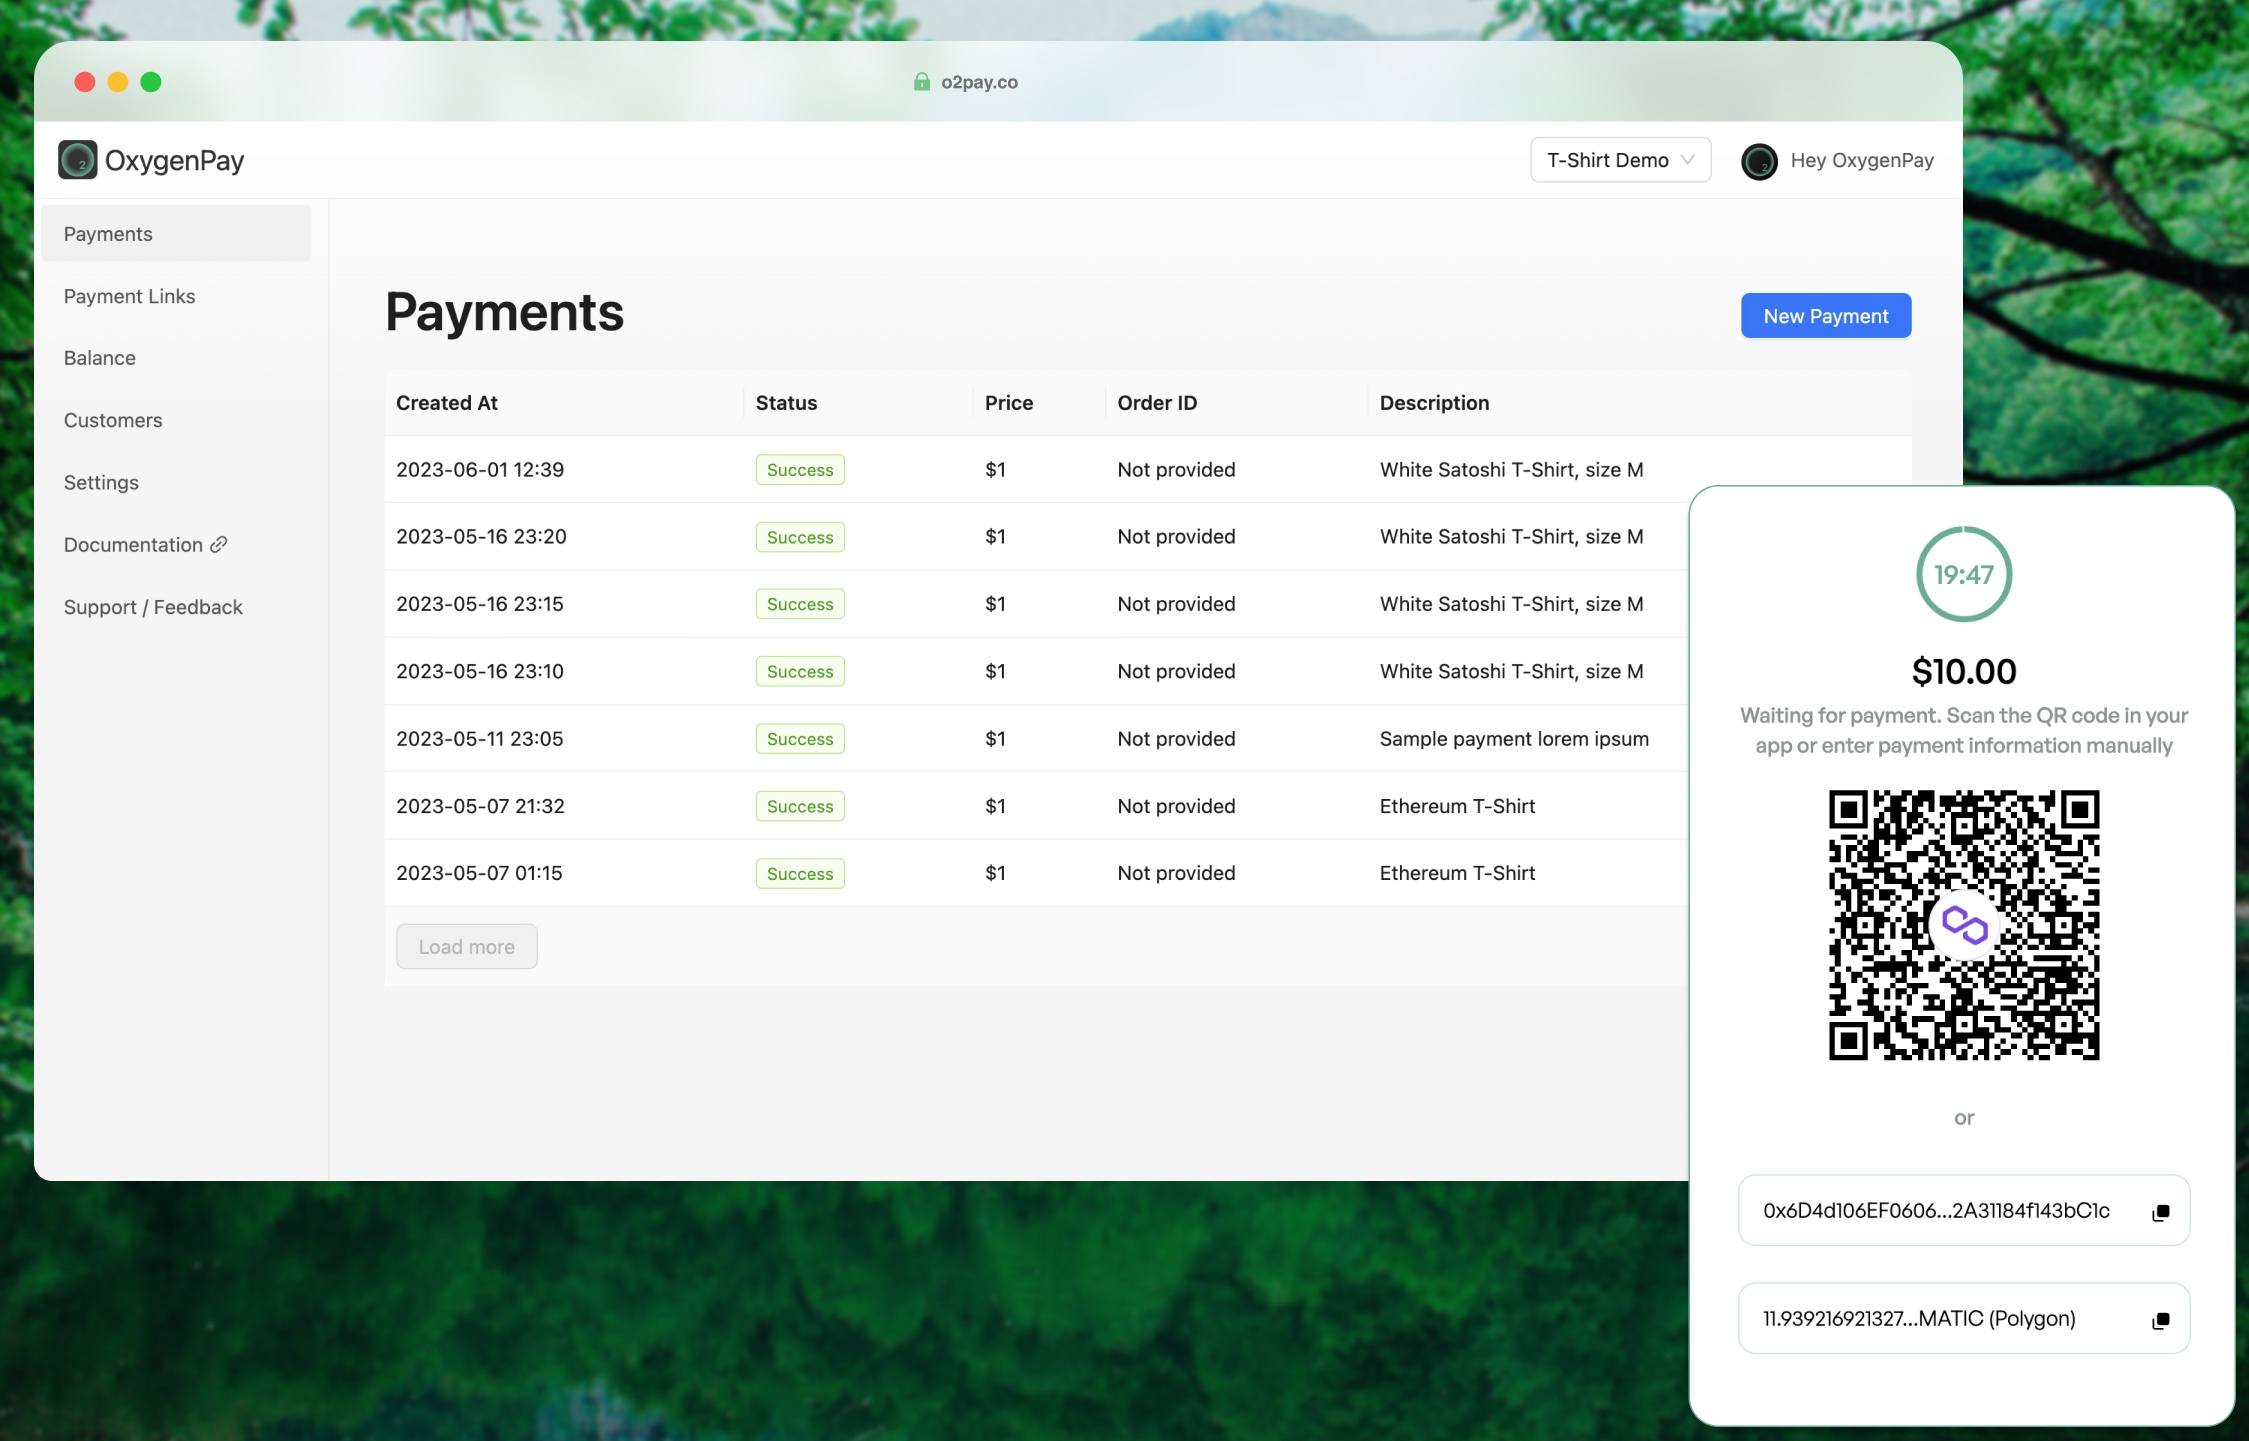 o2pay.co
OxygenPay
T-Shirt Demo
Hey OxygenPay
Payments
Payment Links
Balance
Customers
Settings
Documentation
Support / Feedback
Payments
New Payment
Created At Status Price Order ID Description
2023-06-01 12:39 Success $1 Not provided White Satoshi T-Shirt, size M
2023-05-16 23:20 Success $1 Not provided White Satoshi T-Shirt, size M
2023-05-16 23:15 Success $1 Not provided White Satoshi T-Shirt, size M
2023-05-16 23:10 Success $1 Not provided White Satoshi T-Shirt, size M
2023-05-11 23:05 Success $1 Not provided Sample payment lorem ipsum
2023-05-07 21:32 Success $1 Not provided Ethereum T-Shirt
2023-05-07 01:15 Success $1 Not provided Ethereum T-Shirt
Load more
19:47
$10.00
Waiting for payment. Scan the QR code in your
app or enter payment information manually
or
0x6D4d106EF0606...2A31184f143bC1c
11.939216921327...MATIC (Polygon)